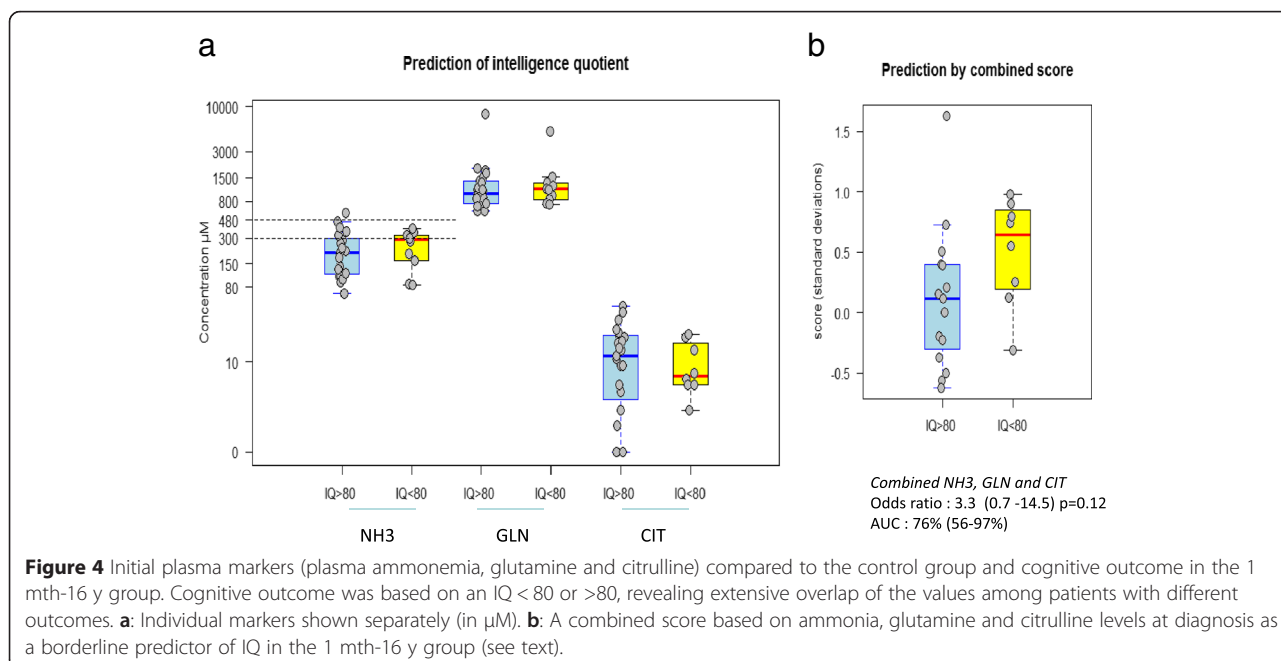 a
Prediction of intelligence quotient
Concentration µM
10000
3000
1500
800
480
300
150
80
10
0
IQ>80
IQ<80
IQ>80
IQ<80
IQ>80
IQ<80
NH3
GLN
CIT
b
Prediction by combined score
score (standard deviations)
1.5
1.0
0.5
0.0
-0.5
IQ>80
IQ<80
Combined NH3, GLN and CIT
Odds ratio : 3.3 (0.7 -14.5) p=0.12
AUC : 76% (56-97%)
Figure 4 Initial plasma markers (plasma ammonemia, glutamine and citrulline) compared to the control group and cognitive outcome in the 1
mth-16 y group. Cognitive outcome was based on an IQ < 80 or >80, revealing extensive overlap of the values among patients with different
outcomes. a: Individual markers shown separately (in µM). b: A combined score based on ammonia, glutamine and citrulline levels at diagnosis as
a borderline predictor of IQ in the 1 mth-16 y group (see text).